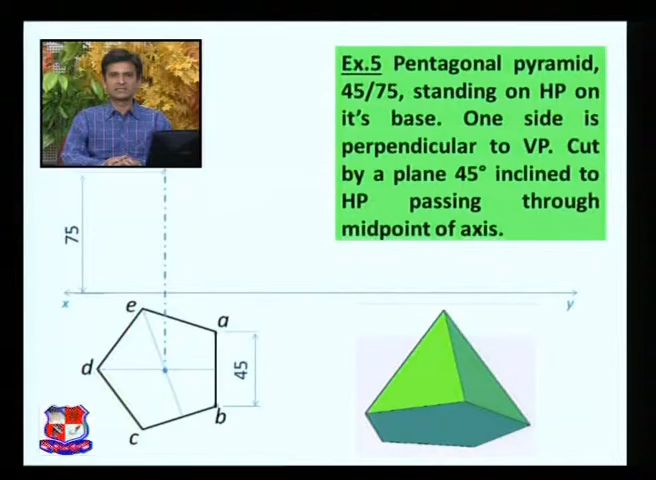 Ex.5 Pentagonal pyramid,
45/75, standing on HP on
it's base. One side is
perpendicular to VP. Cut
by a plane 45° inclined to
HP passing through
midpoint of axis.
75
x
y
e
a
d
45
b
c